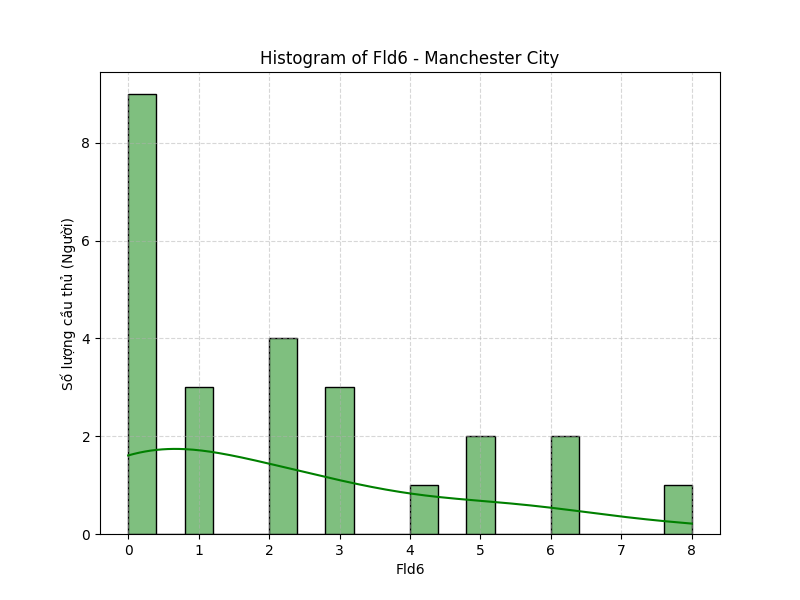 Histogram of Fld6 - Manchester City
Số lượng cầu thủ (Người)
8
6
4
2
0
0 1 2 3 4 5 6 7 8
Fld6